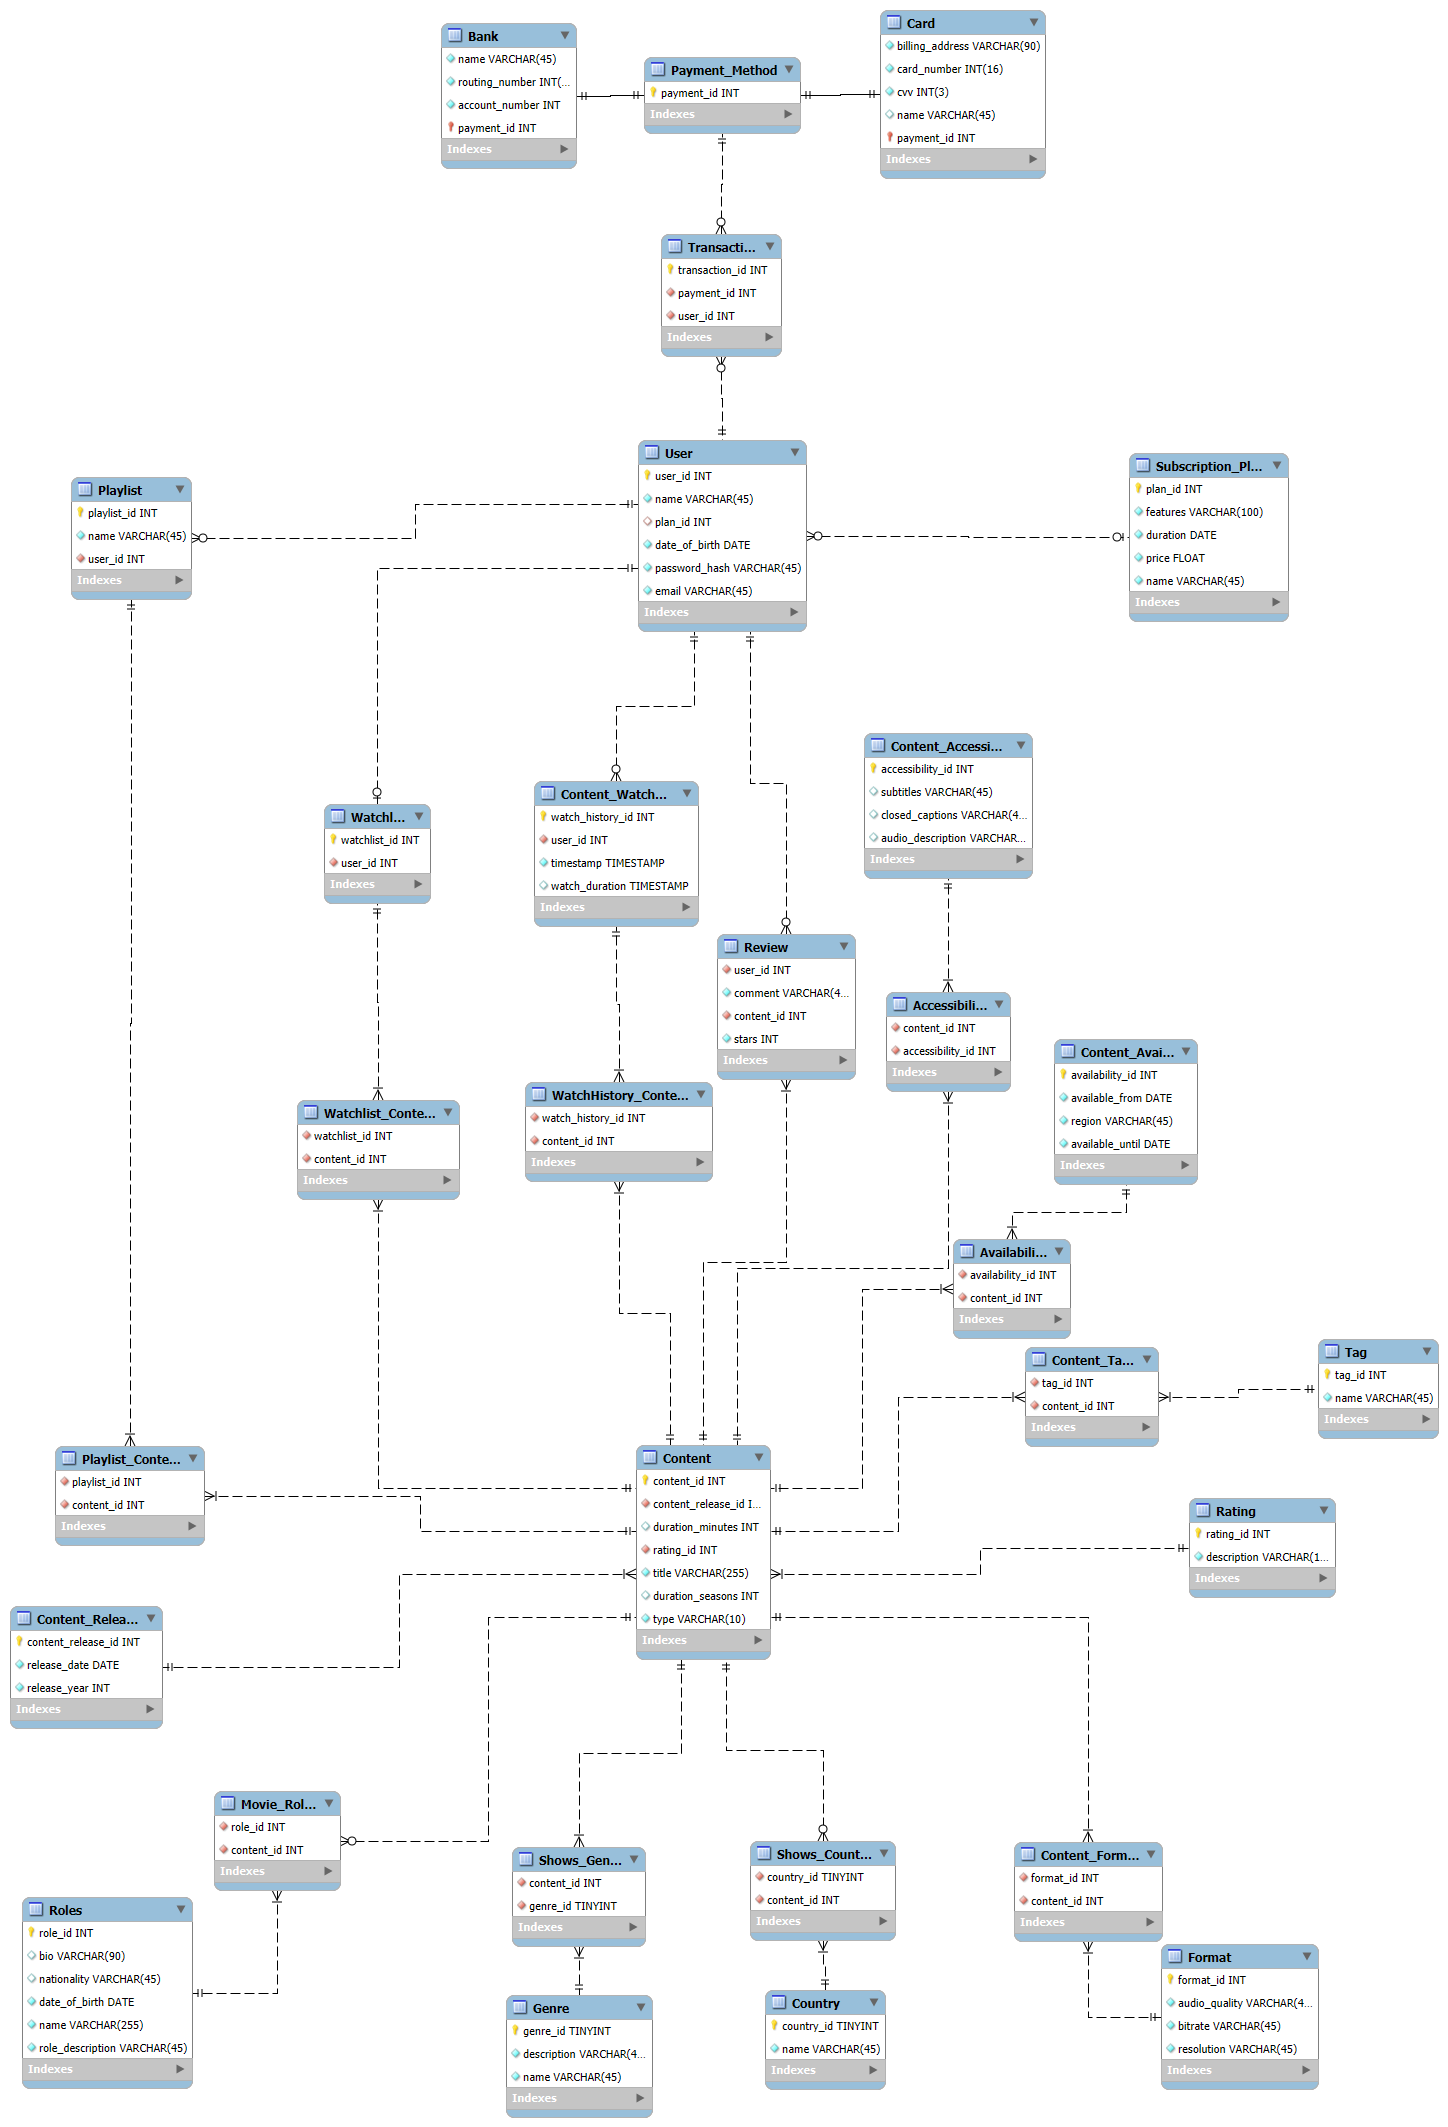 Bank
name VARCHAR(45)
routing_number INT(...
account_number INT
payment_id INT
Indexes
Payment_Method
payment_id INT
Indexes
Card
billing_address VARCHAR(90)
card_number INT(16)
cvv INT(3)
name VARCHAR(45)
payment_id INT
Indexes
Transacti...
transaction_id INT
payment_id INT
user_id INT
Indexes
User
user_id INT
name VARCHAR(45)
plan_id INT
date_of_birth DATE
password_hash VARCHAR(45)
email VARCHAR(45)
Indexes
Subscription_Pl...
plan_id INT
features VARCHAR(100)
duration DATE
price FLOAT
name VARCHAR(45)
Indexes
Playlist
playlist_id INT
name VARCHAR(45)
user_id INT
Indexes
Watchl...
watchlist_id INT
user_id INT
Indexes
Content_Watch...
watch_history_id INT
user_id INT
timestamp TIMESTAMP
watch_duration TIMESTAMP
Indexes
Content_Accessi...
accessibility_id INT
subtitles VARCHAR(45)
closed_captions VARCHAR(4...
audio_description VARCHAR...
Indexes
Review
user_id INT
comment VARCHAR(4...
content_id INT
stars INT
Indexes
Accessibili...
content_id INT
accessibility_id INT
Indexes
Content_Avai...
availability_id INT
available_from DATE
region VARCHAR(45)
available_until DATE
Indexes
Watchlist_Conte...
watchlist_id INT
content_id INT
Indexes
WatchHistory_Conte...
watch_history_id INT
content_id INT
Indexes
Availabili...
availability_id INT
content_id INT
Indexes
Content_Ta...
tag_id INT
content_id INT
Indexes
Tag
tag_id INT
name VARCHAR(45)
Indexes
Playlist_Conte...
playlist_id INT
content_id INT
Indexes
Content
content_id INT
content_release_id I...
duration_minutes INT
rating_id INT
title VARCHAR(255)
duration_seasons INT
type VARCHAR(10)
Indexes
Rating
rating_id INT
description VARCHAR(1...
Indexes
Content_Relea...
content_release_id INT
release_date DATE
release_year INT
Indexes
Movie_Rol...
role_id INT
content_id INT
Indexes
Roles
role_id INT
bio VARCHAR(90)
nationality VARCHAR(45)
date_of_birth DATE
name VARCHAR(255)
role_description VARCHAR(45)
Indexes
Shows_Gen...
content_id INT
genre_id TINYINT
Indexes
Shows_Count...
country_id TINYINT
content_id INT
Indexes
Content_Form...
format_id INT
content_id INT
Indexes
Genre
genre_id TINYINT
description VARCHAR(4...
name VARCHAR(45)
Indexes
Country
country_id TINYINT
name VARCHAR(45)
Indexes
Format
format_id INT
audio_quality VARCHAR(4...
bitrate VARCHAR(45)
resolution VARCHAR(45)
Indexes